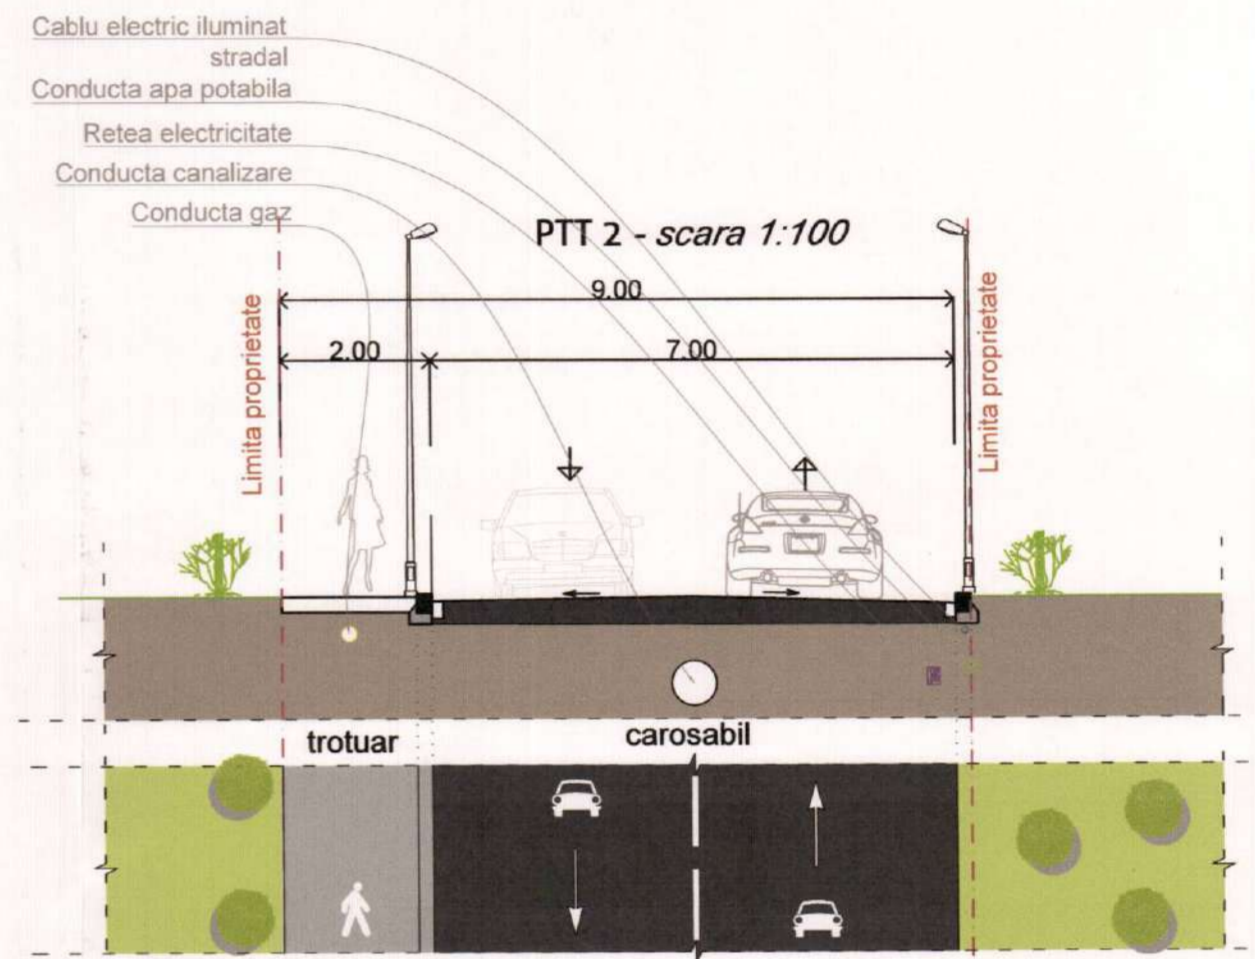 Cablu electric iluminat
stradal
Conducta apa potabila
Retea electricitate
Conducta canalizare
Conducta gaz
PTT 2 - scara 1:100
9.00
2.00
7.00
Limita proprietate
Limita proprietate
trotuar
carosabil